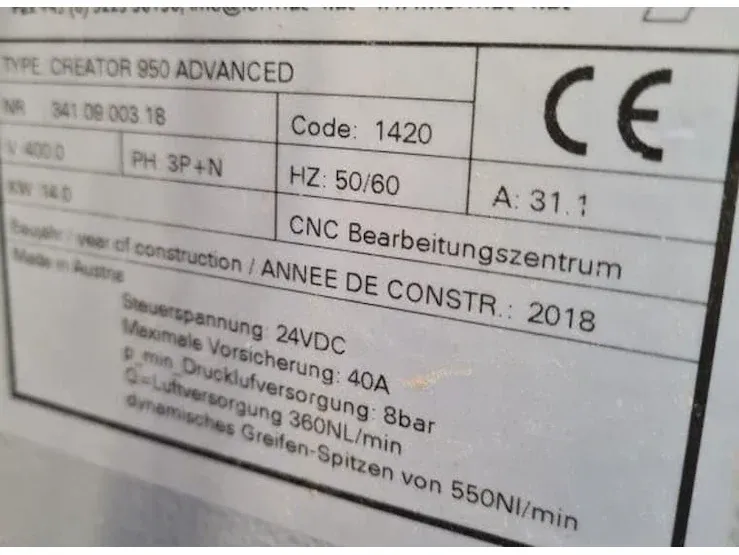 TYPE: CREATOR 950 ADVANCED
NR 341.09.003.18
Code: 1420
CE
V 400.0
PH 3P+N
HZ: 50/60
A: 31.1
KW 14.0
CNC Bearbeitungszentrum
Baujahr / year of construction / ANNEE DE CONSTR.: 2018
Made in Austria
Steuerspannung: 24VDC
Maximale Vorsicherung: 40A
p_min_Druckluftversorgung: 8bar
Q=Luftversorgung 360NL/min
dynamisches Greifen-Spitzen von 550Nl/min